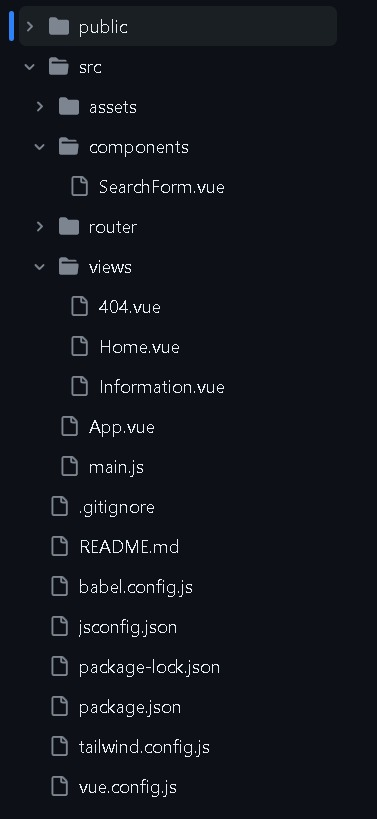 public
src
assets
components
SearchForm.vue
router
views
404.vue
Home.vue
Information.vue
App.vue
main.js
.gitignore
README.md
babel.config.js
jsconfig.json
package-lock.json
package.json
tailwind.config.js
vue.config.js